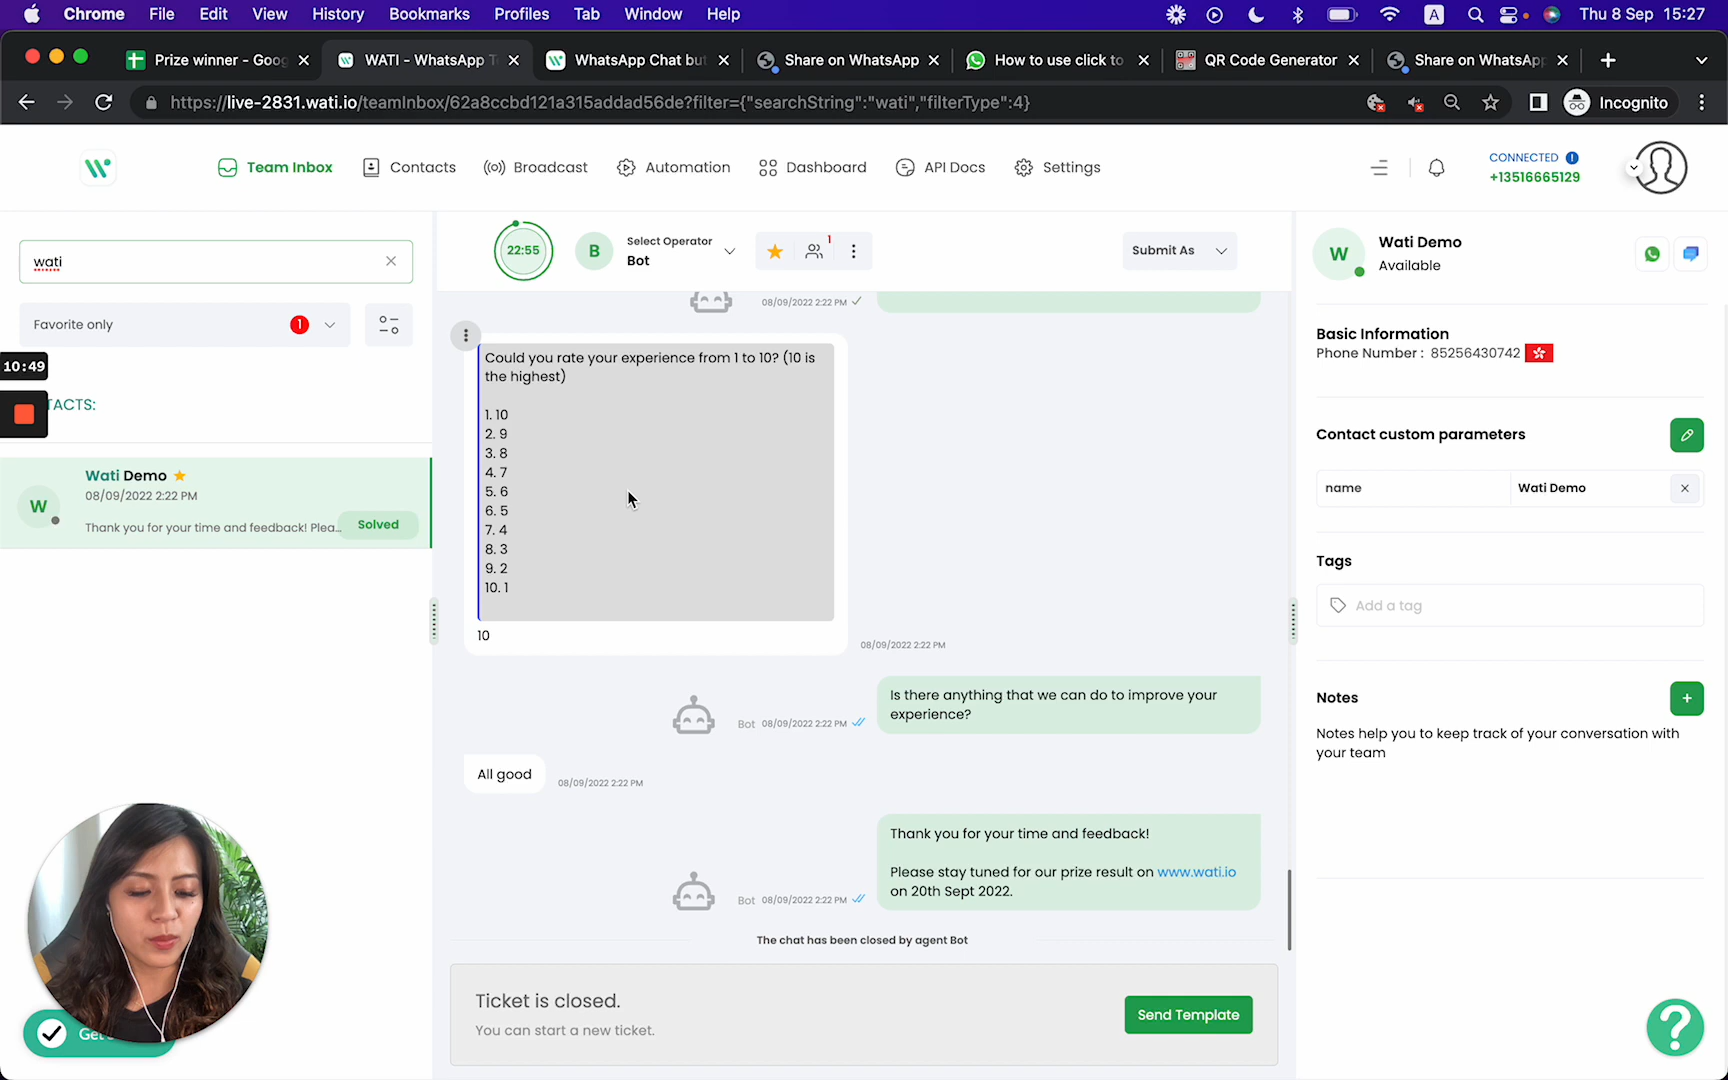 Chrome File Edit View History Bookmarks Profiles Tab Window Help A Thu 8 Sep 15:27
Prize winner - Goog WATI - WhatsApp T WhatsApp Chat but Share on WhatsApp How to use click to QR Code Generator Share on WhatsApp
https://live-2831.wati.io/teamInbox/62a8ccbd121a315addad56de?filter={"searchString":"wati","filterType":4} Incognito
Team Inbox Contacts Broadcast Automation Dashboard API Docs Settings
CONNECTED
+13516665129
wati
Favorite only 1
10:49
TACTS:
W
Wati Demo
08/09/2022 2:22 PM
Thank you for your time and feedback! Plea... Solved
22:55
B
Select Operator
Bot
1
Submit As
08/09/2022 2:22 PM
Could you rate your experience from 1 to 10? (10 is
the highest)
1. 10
2. 9
3. 8
4. 7
5. 6
6. 5
7. 4
8. 3
9. 2
10. 1
10
08/09/2022 2:22 PM
Is there anything that we can do to improve your
experience?
Bot 08/09/2022 2:22 PM
All good
08/09/2022 2:22 PM
Thank you for your time and feedback!
Please stay tuned for our prize result on www.wati.io
on 20th Sept 2022.
Bot 08/09/2022 2:22 PM
The chat has been closed by agent Bot
Ticket is closed.
You can start a new ticket.
Send Template
W
Wati Demo
Available
Basic Information
Phone Number : 85256430742
Contact custom parameters
name Wati Demo
Tags
Add a tag
Notes
Notes help you to keep track of your conversation with
your team
Get
?